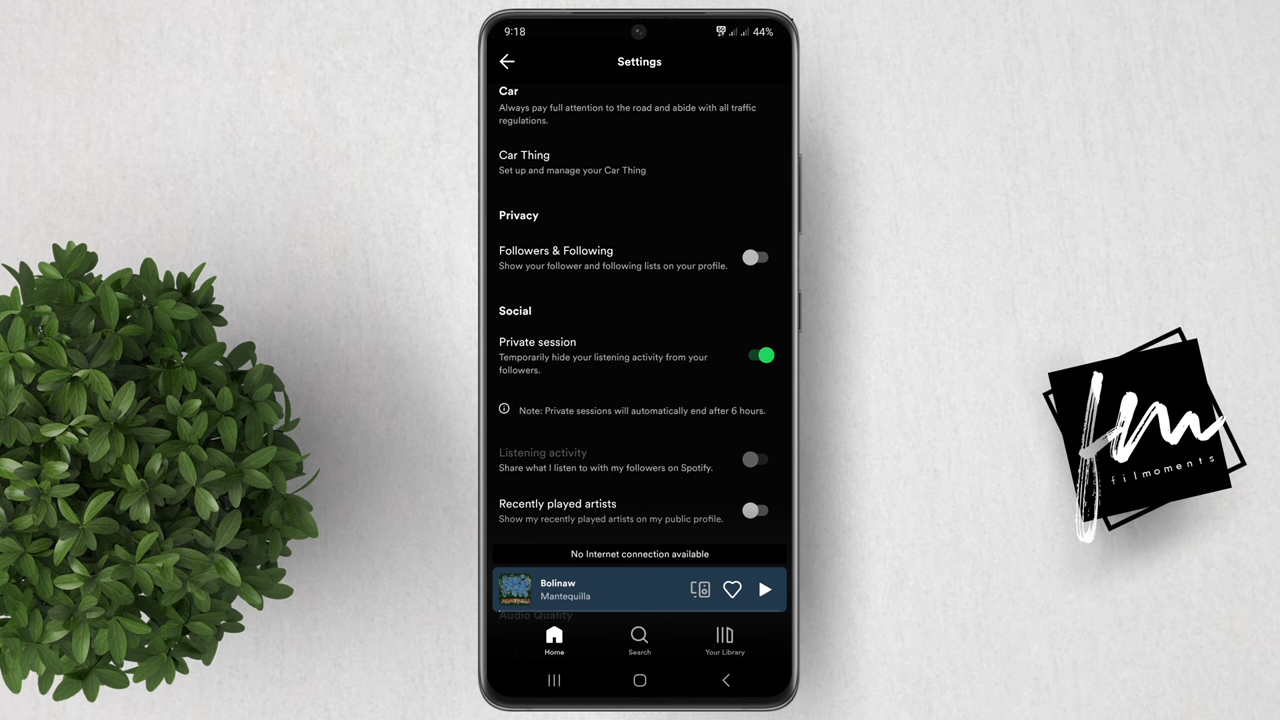 9:18
44%
Settings
Car
Always pay full attention to the road and abide with all traffic
regulations.
Car Thing
Set up and manage your Car Thing
Privacy
Followers & Following
Show your follower and following lists on your profile.
Social
Private session
Temporarily hide your listening activity from your
followers.
Note: Private sessions will automatically end after 6 hours.
Listening activity
Share what I listen to with my followers on Spotify.
Recently played artists
Show my recently played artists on my public profile.
No Internet connection available
Bolinaw
Mantequilla
Audio Quality
Home
Search
Your Library
fm
filmoments